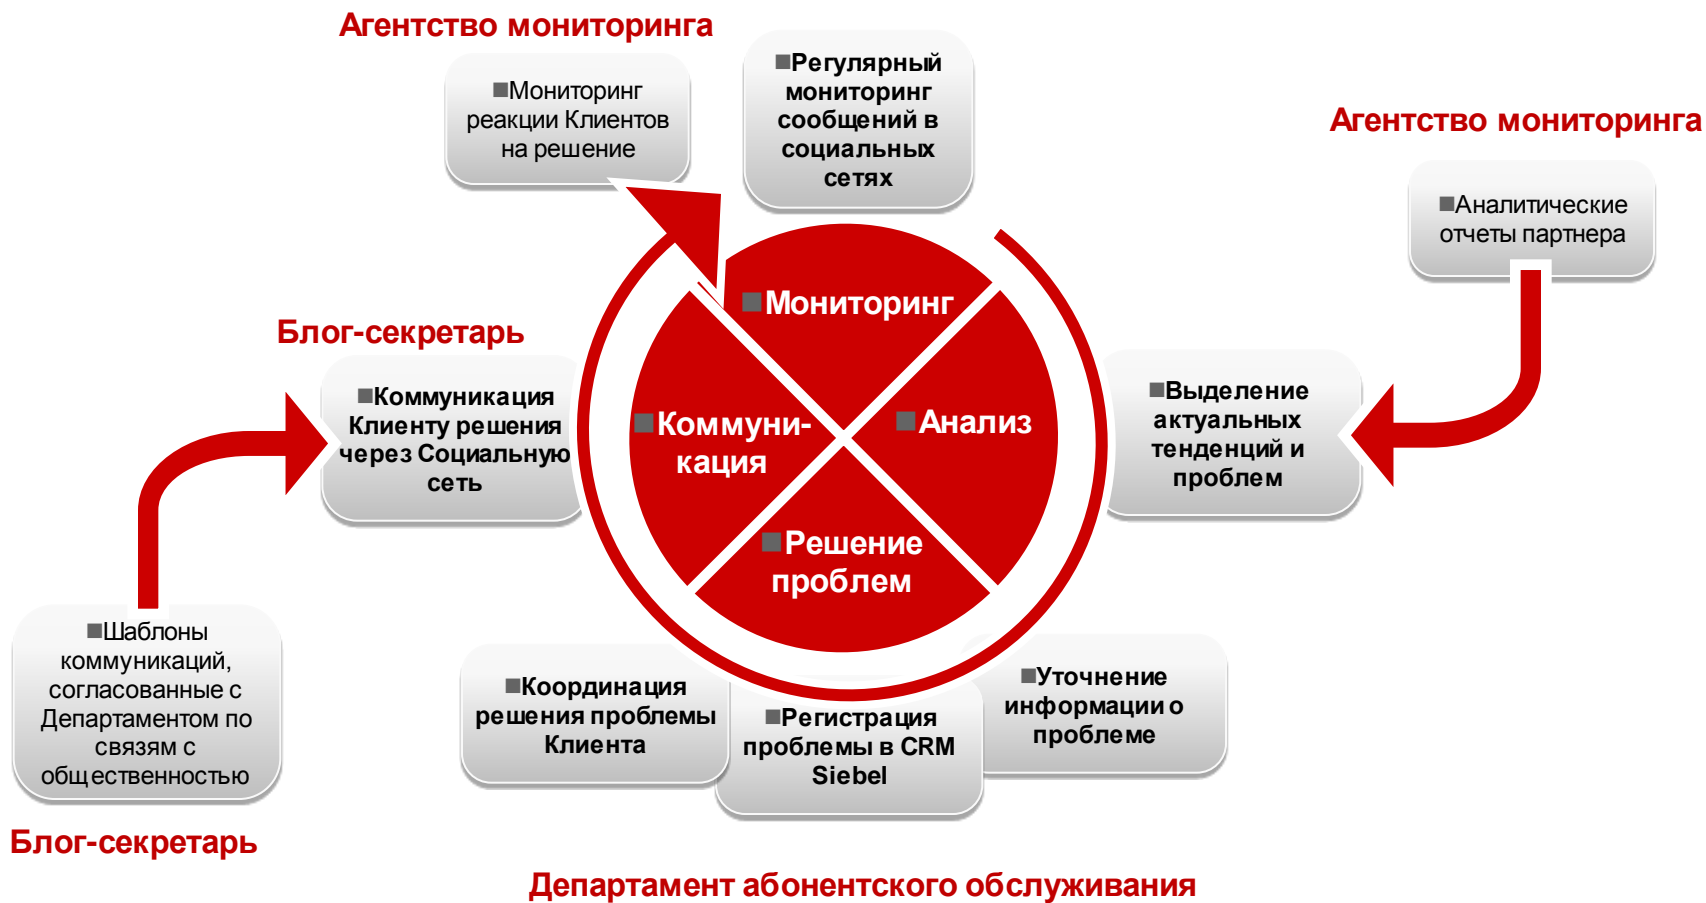 Агентство мониторинга
■Мониторинг
реакции Клиентов
на решение
■Регулярный
мониторинг
сообщений в
социальных
сетях
Агентство мониторинга
■Аналитические
отчеты партнера
■Мониторинг
Блог-секретарь
■Коммуникация
Клиенту решения
через Социальную
сеть
■Коммуни-
кация
■Анализ
■Выделение
актуальных
тенденций и
проблем
■Решение
проблем
■Шаблоны
коммуникаций,
согласованные с
Департаментом по
связям с
общественностью
■Координация
решения проблемы
Клиента
■Регистрация
проблемы в CRM
Siebel
■Уточнение
информации о
проблеме
Блог-секретарь
Департамент абонентского обслуживания